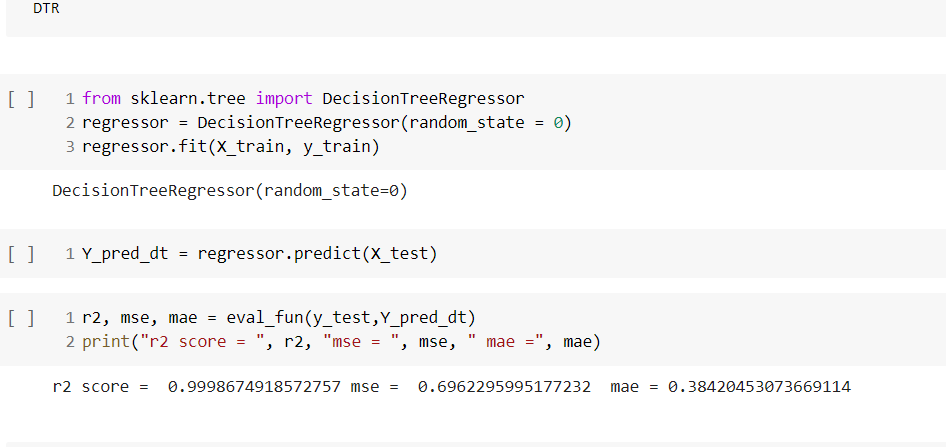 DTR
[ ] 1 from sklearn.tree import DecisionTreeRegressor
2 regressor = DecisionTreeRegressor(random_state = 0)
3 regressor.fit(X_train, y_train)
DecisionTreeRegressor(random_state=0)
[ ] 1 Y_pred_dt = regressor.predict(X_test)
[ ] 1 r2, mse, mae = eval_fun(y_test,Y_pred_dt)
2 print("r2 score = ", r2, "mse = ", mse, " mae =", mae)
r2 score =  0.9998674918572757 mse =  0.6962295995177232  mae = 0.38420453073669114